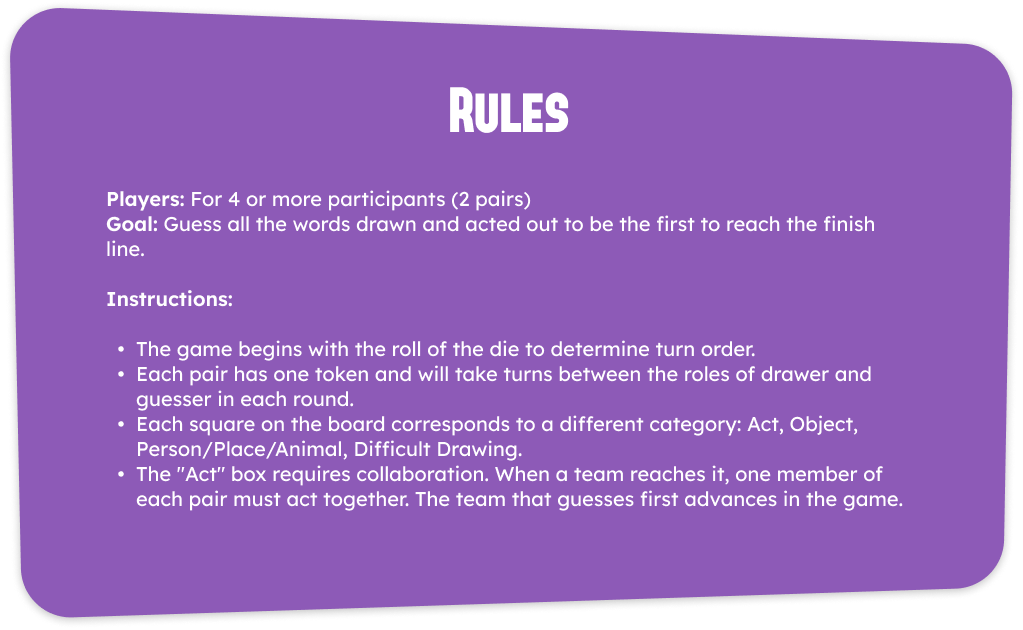 Rules
Players: For 4 or more participants (2 pairs)
Goal: Guess all the words drawn and acted out to be the first to reach the finish
line.
Instructions:
• The game begins with the roll of the die to determine turn order.
• Each pair has one token and will take turns between the roles of drawer and
guesser in each round.
• Each square on the board corresponds to a different category: Act, Object,
Person/Place/Animal, Difficult Drawing.
• The "Act" box requires collaboration. When a team reaches it, one member of
each pair must act together. The team that guesses first advances in the game.